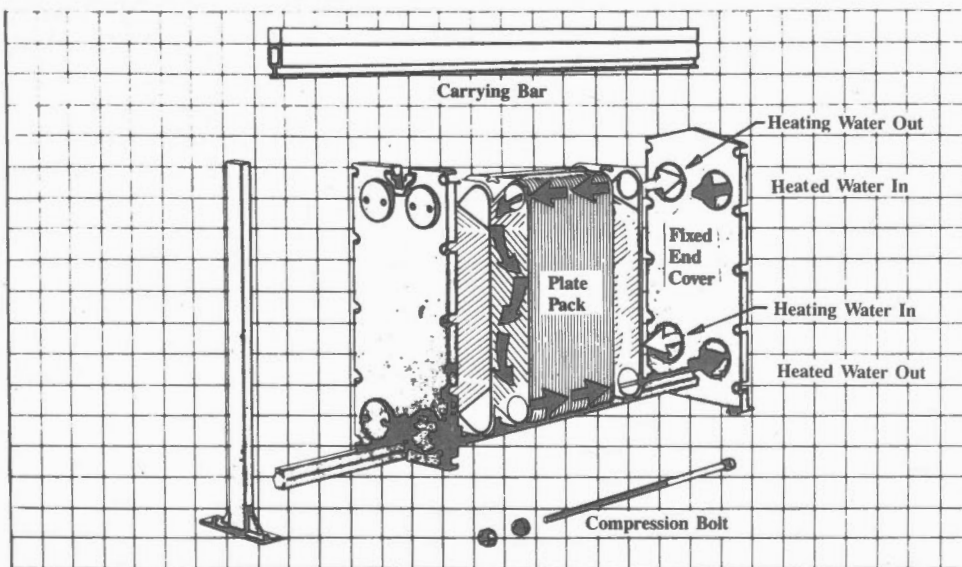 Carrying Bar
Heating Water Out
Heated Water In
Fixed
End
Cover
Plate
Pack
Heating Water In
Heated Water Out
Compression Bolt